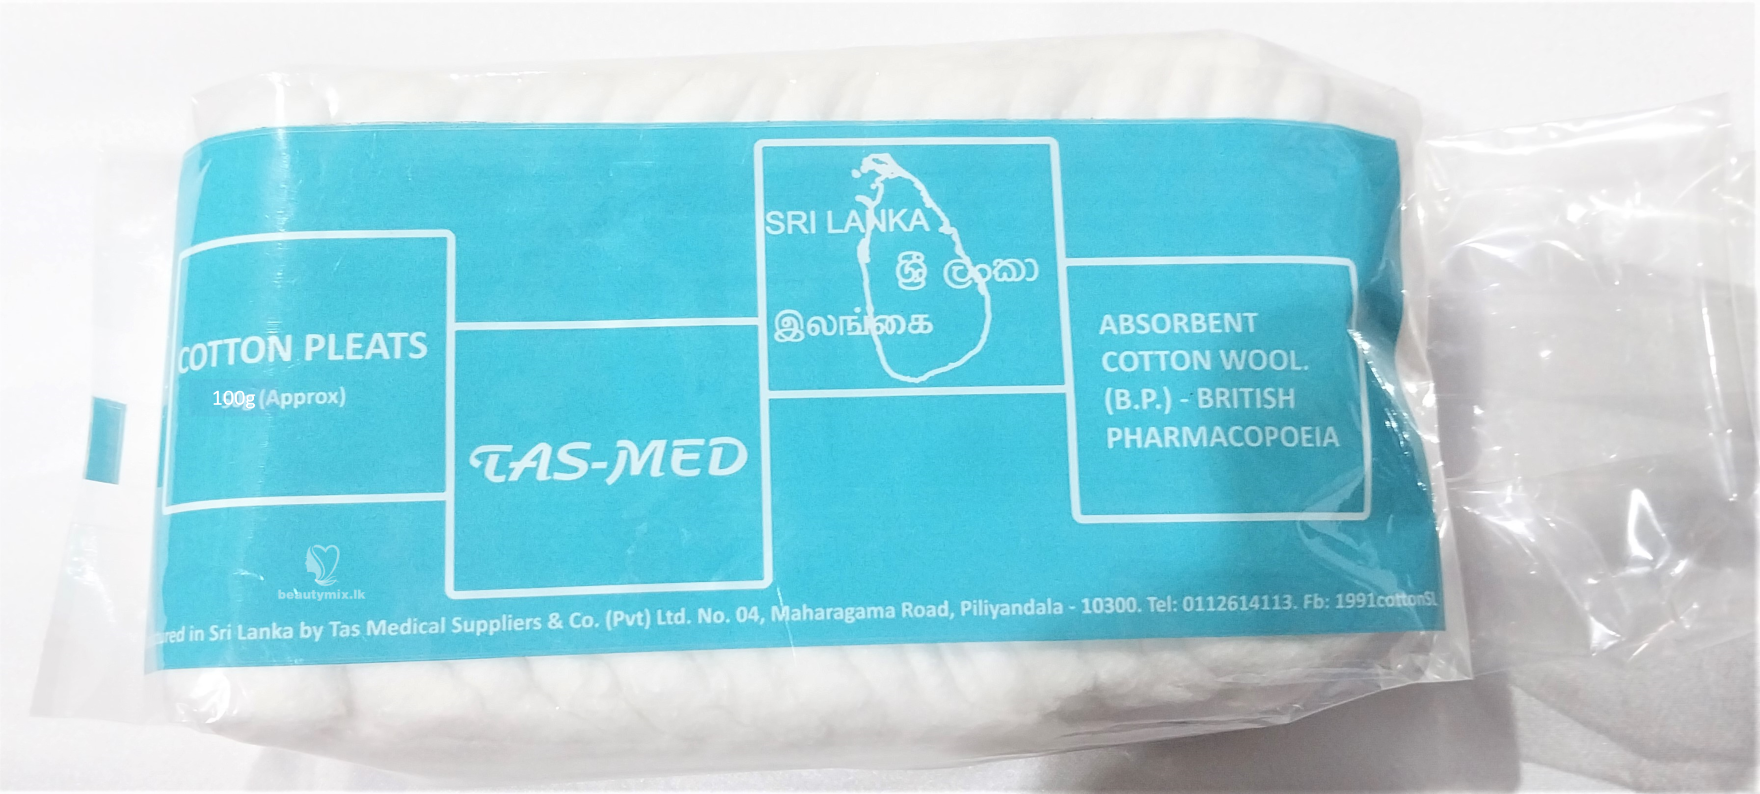 COTTON PLEATS
100g (Approx)
TAS-MED
SRI LANKA
ශ්‍රී ලංකා
இலங்கை
ABSORBENT
COTTON WOOL.
(B.P.) - BRITISH
PHARMACOPOEIA
beautymix.lk
in Sri Lanka by Tas Medical Suppliers & Co. (Pvt) Ltd. No. 04, Maharagama Road, Piliyandala - 10300. Tel: 0112614113. Fb: 1991cottonSL